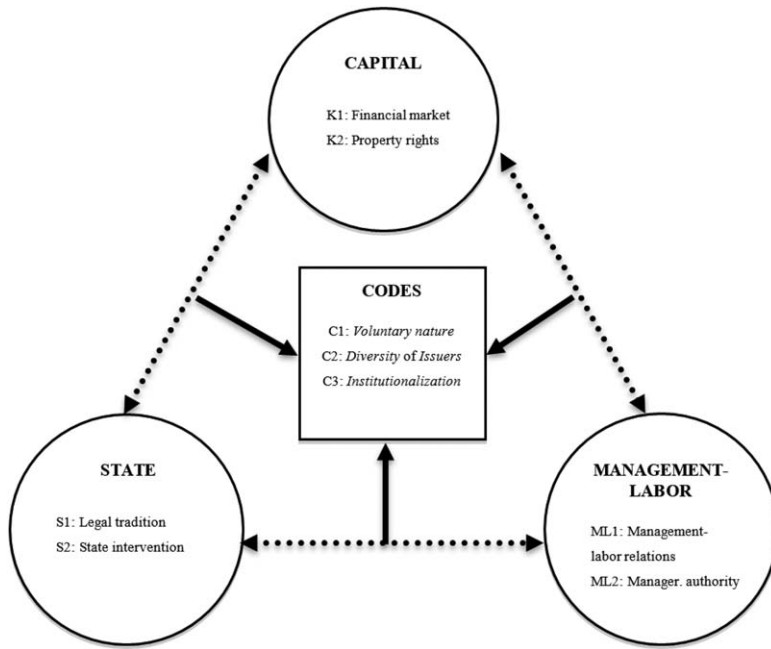 CAPITAL
K1: Financial market
K2: Property rights
CODES
C1: Voluntary nature
C2: Diversity of Issuers
C3: Institutionalization
STATE
S1: Legal tradition
S2: State intervention
MANAGEMENT-
LABOR
ML1: Management-
labor relations
ML2: Manager. authority